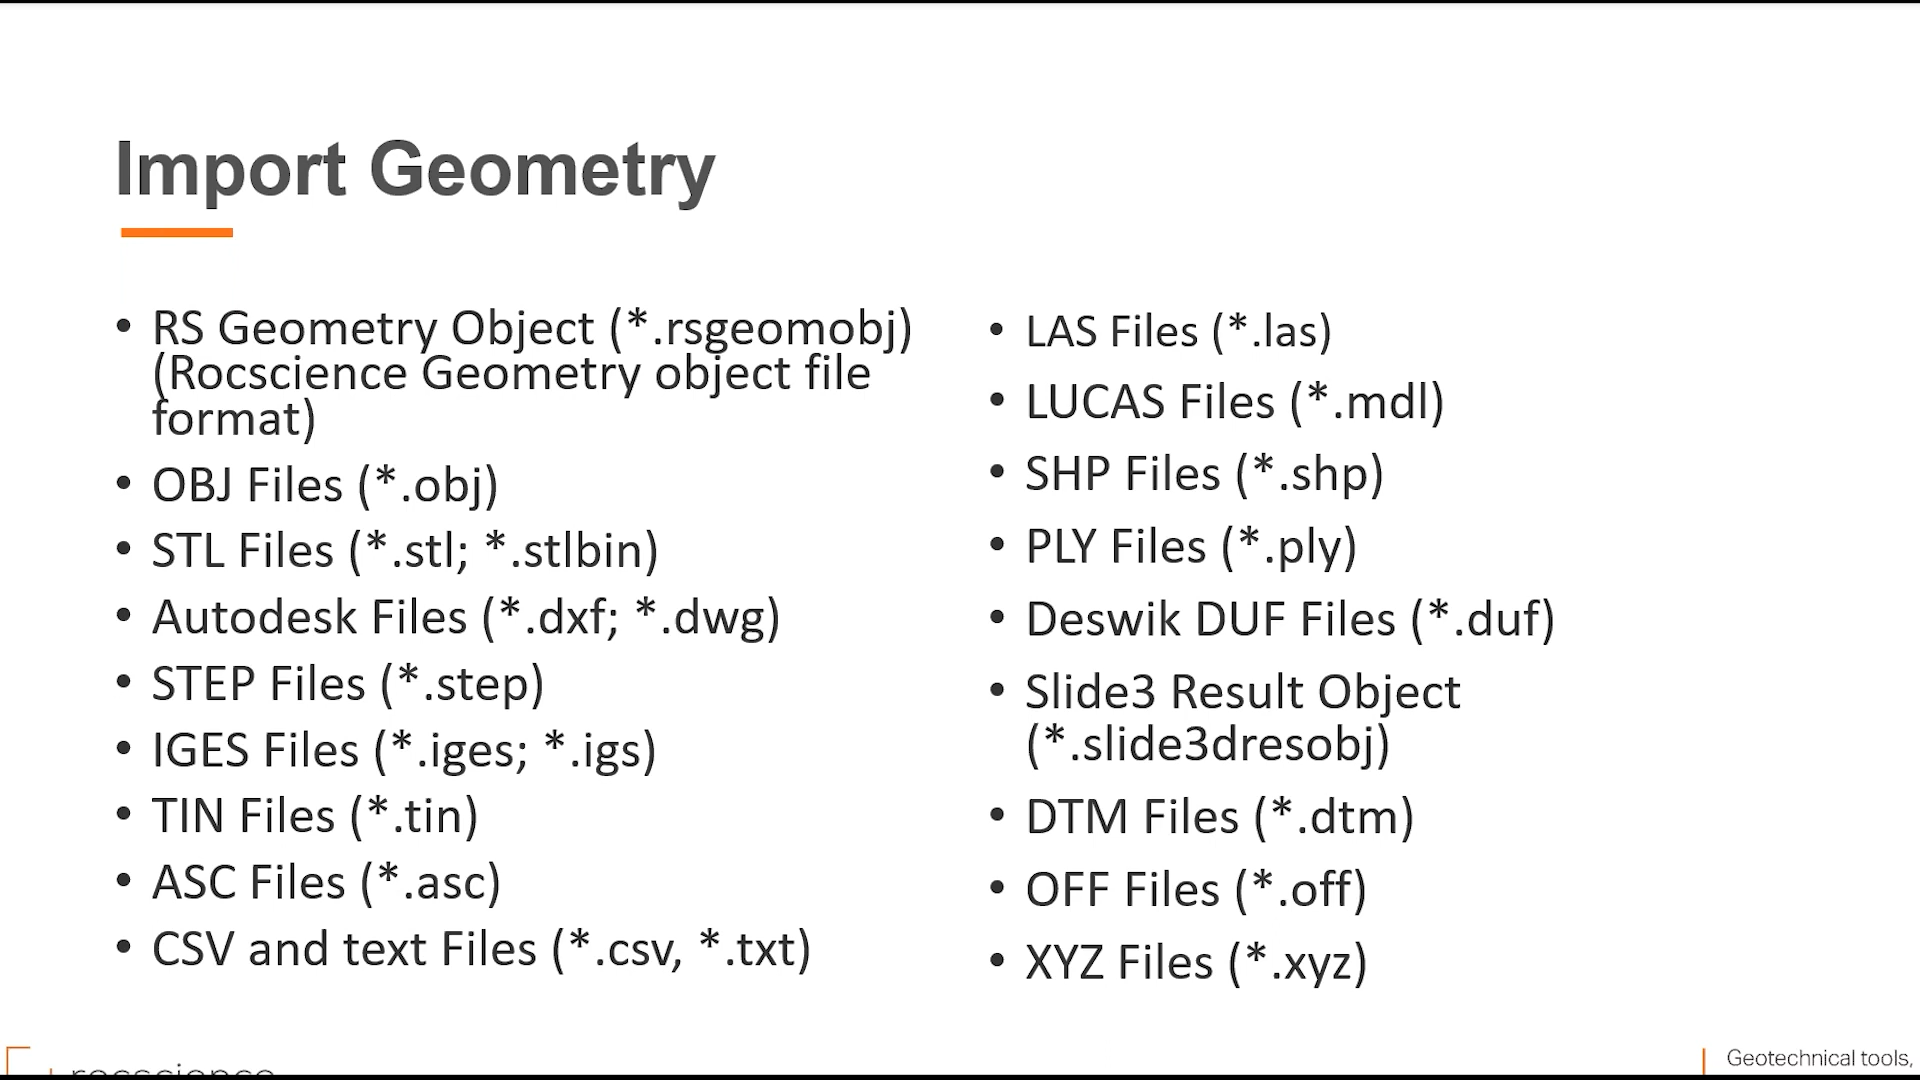 Import Geometry
• RS Geometry Object (*.rsgeomobj)
(Rocscience Geometry object file
format)
• OBJ Files (*.obj)
• STL Files (*.stl; *.stlbin)
• Autodesk Files (*.dxf; *.dwg)
• STEP Files (*.step)
• IGES Files (*.iges; *.igs)
• TIN Files (*.tin)
• ASC Files (*.asc)
• CSV and text Files (*.csv, *.txt)
• LAS Files (*.las)
• LUCAS Files (*.mdl)
• SHP Files (*.shp)
• PLY Files (*.ply)
• Deswik DUF Files (*.duf)
• Slide3 Result Object
(*.slide3dresobj)
• DTM Files (*.dtm)
• OFF Files (*.off)
• XYZ Files (*.xyz)
rocscience
Geotechnical tools,